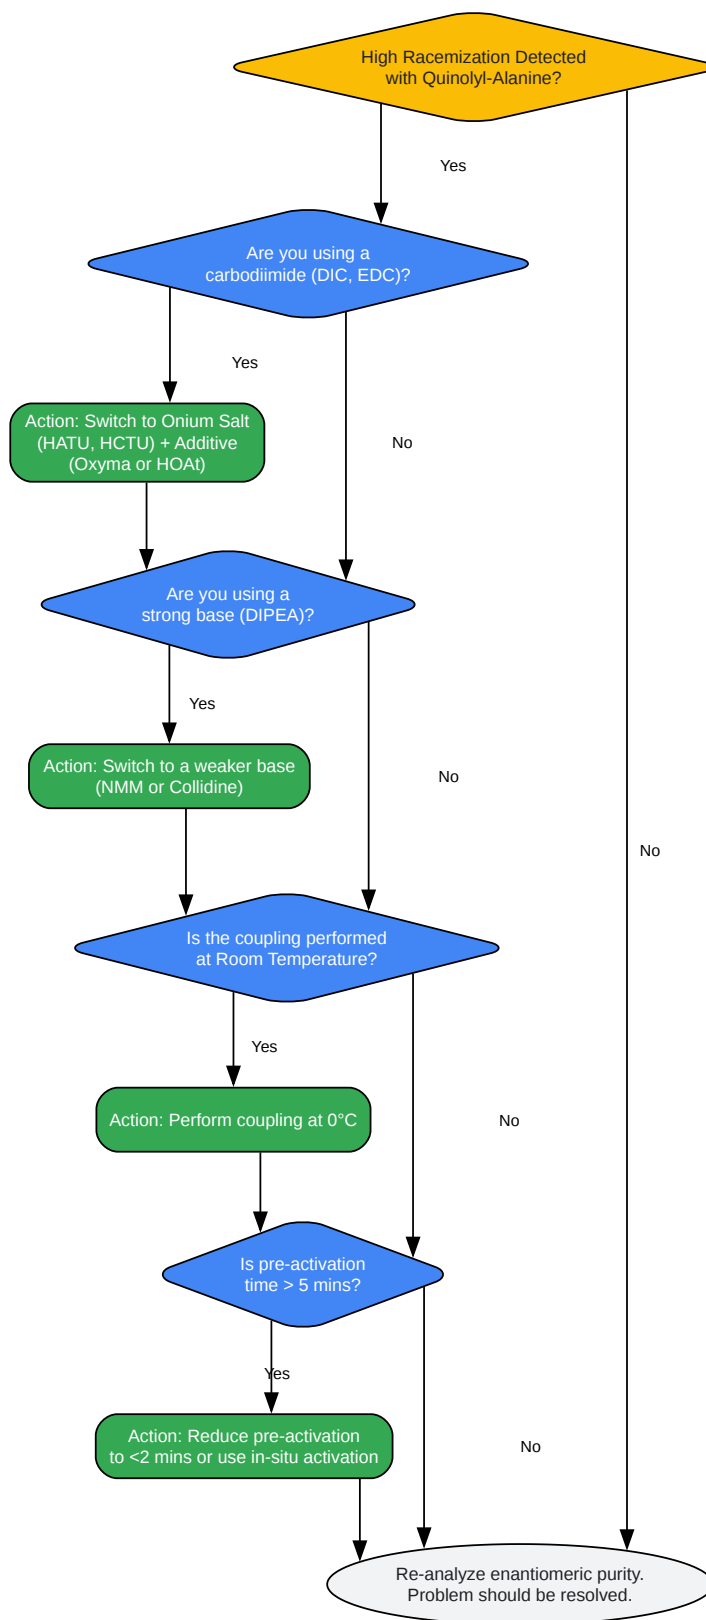 High Racemization Detected
with Quinolyl-Alanine?
Yes
Are you using a
carbodiimide (DIC, EDC)?
Yes
Action: Switch to Onium Salt
(HATU, HCTU) + Additive
(Oxyma or HOAt)
No
Are you using a
strong base (DIPEA)?
Yes
Action: Switch to a weaker base
(NMM or Collidine)
No
No
Is the coupling performed
at Room Temperature?
Yes
Action: Perform coupling at 0°C
No
Is pre-activation
time > 5 mins?
Yes
Action: Reduce pre-activation
to <2 mins or use in-situ activation
No
Re-analyze enantiomeric purity.
Problem should be resolved.